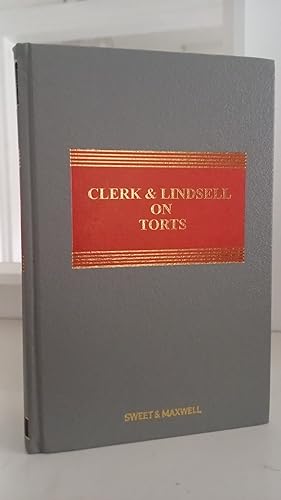 CLERK & LINDSELL
ON
TORTS
SWEET & MAXWELL